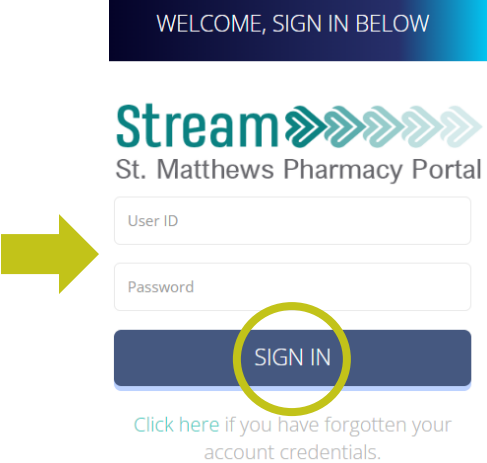 WELCOME, SIGN IN BELOW
Stream
St. Matthews Pharmacy Portal
User ID
Password
SIGN IN
Click here if you have forgotten your
account credentials.